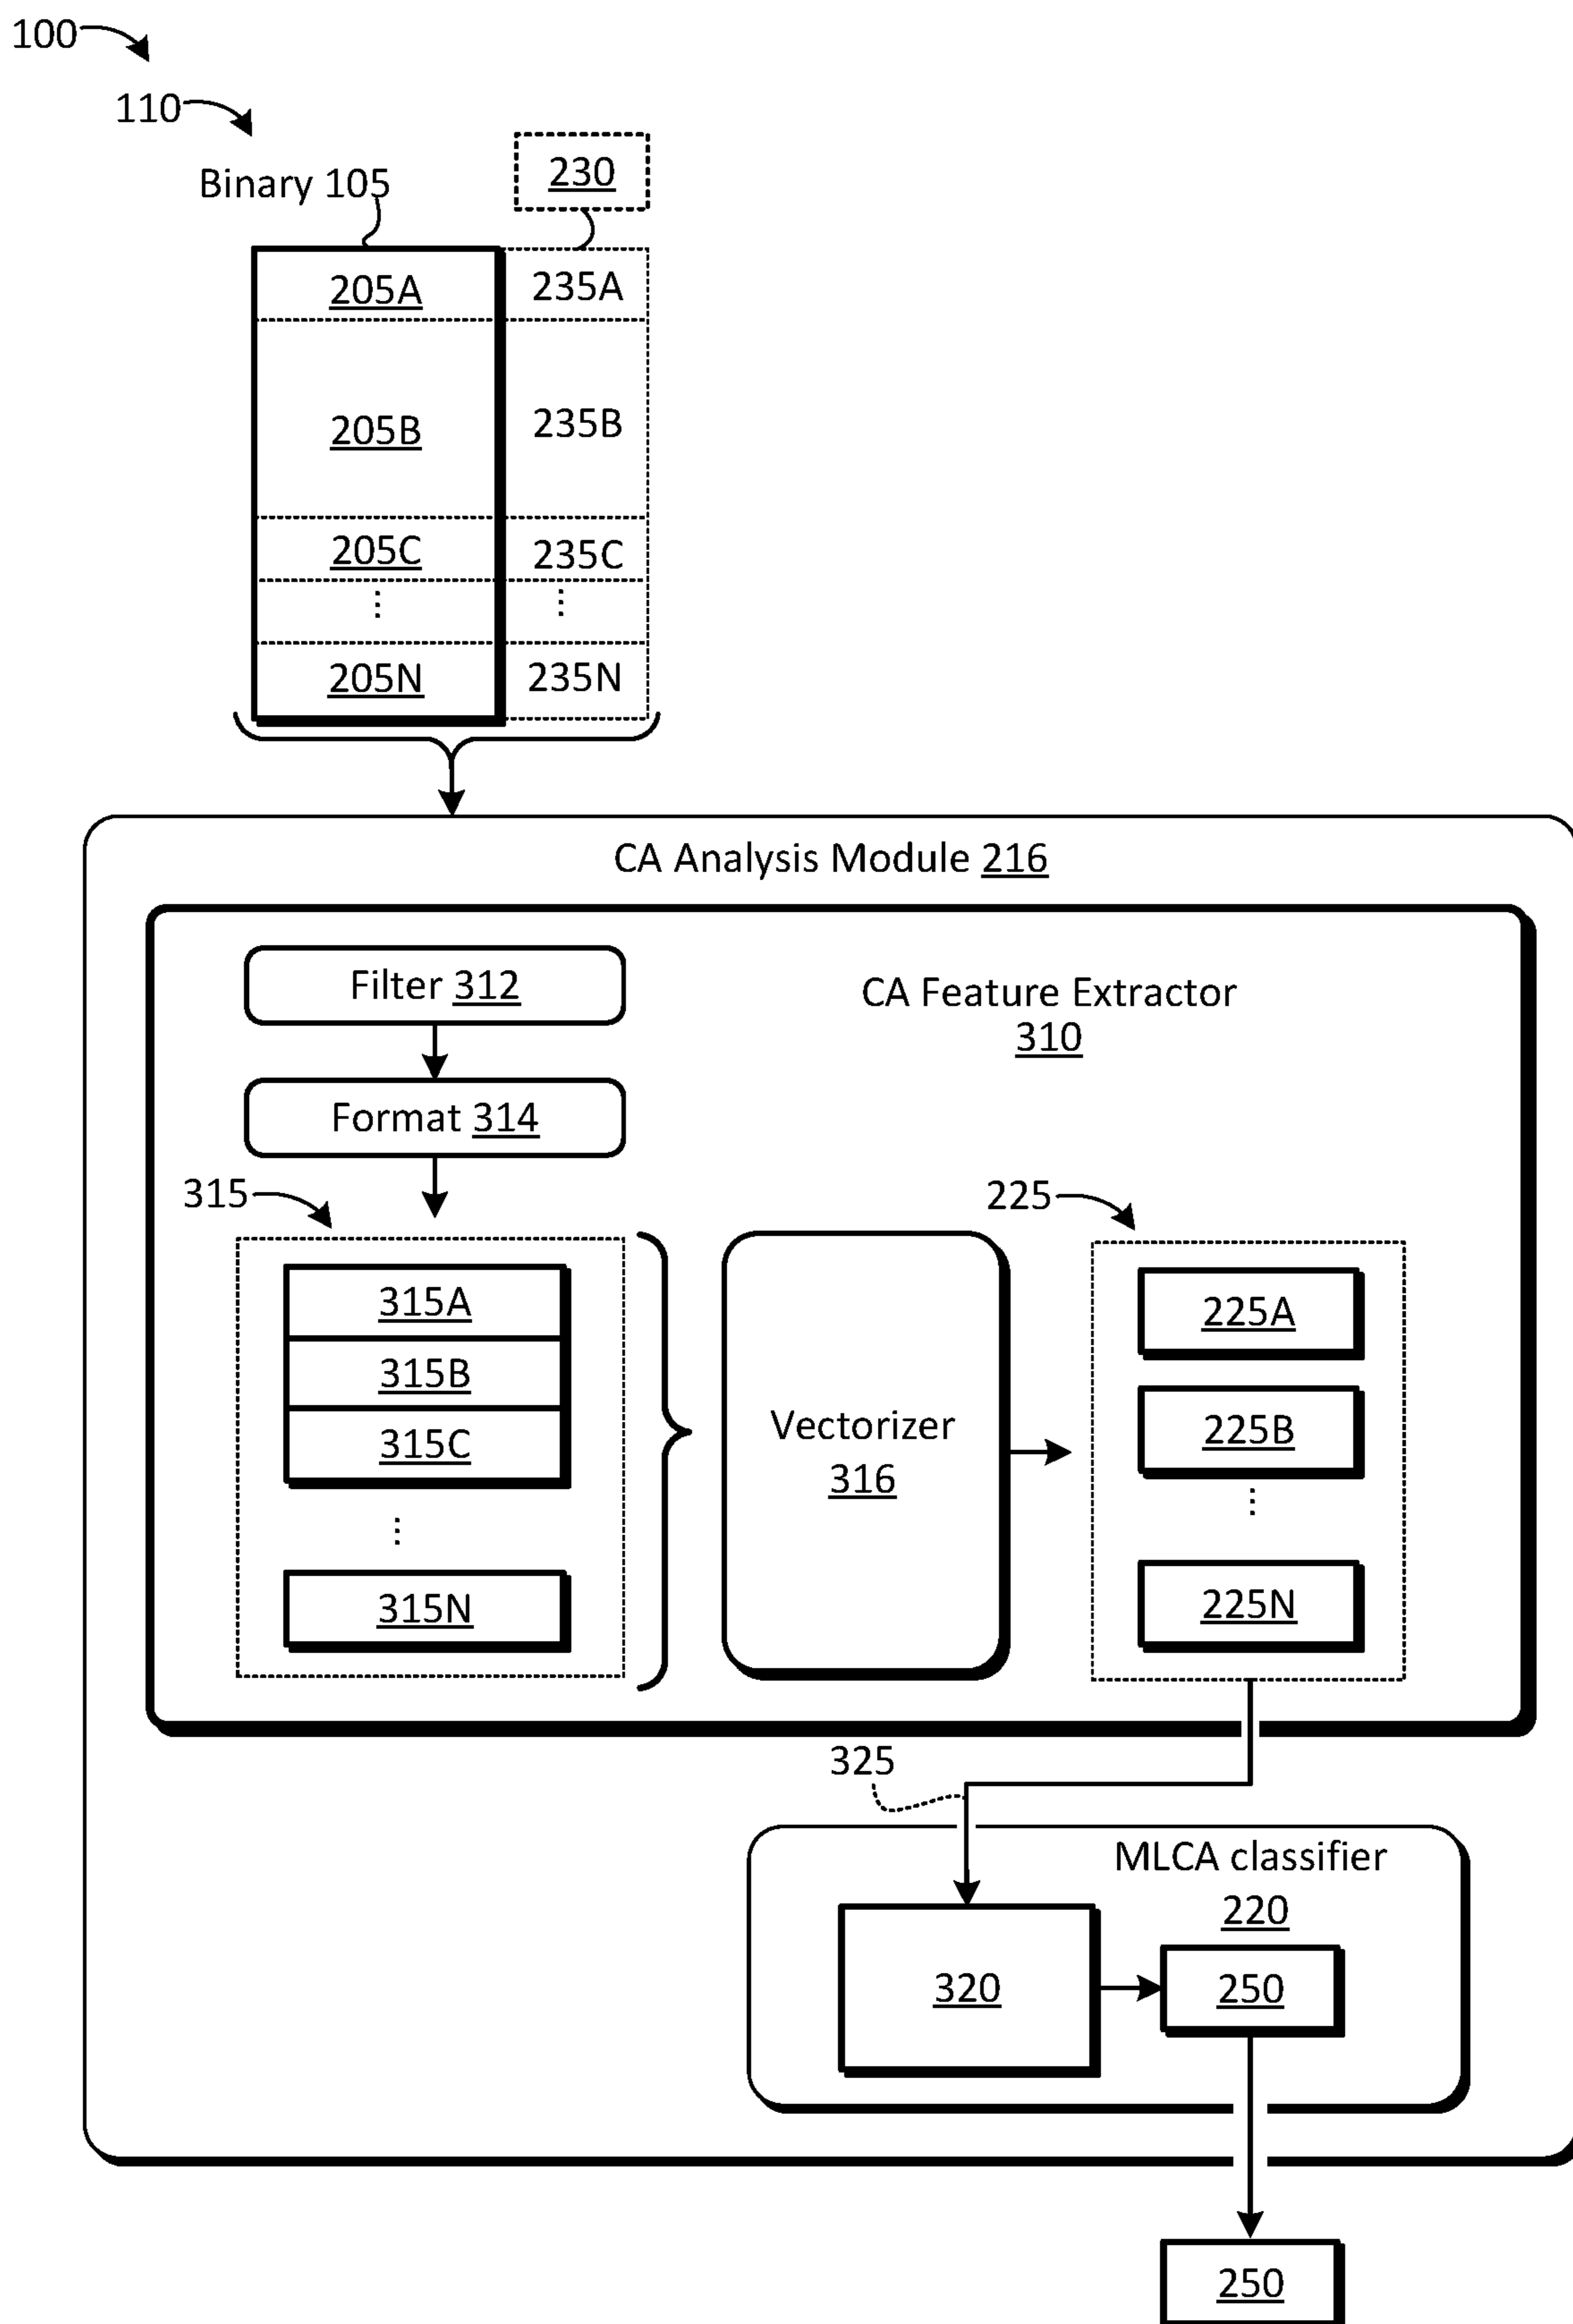 100
110
Binary 105
230
205A
235A
205B
235B
205C
235C
⋮
⋮
205N
235N
CA Analysis Module 216
Filter 312
CA Feature Extractor
310
Format 314
315
225
315A
225A
315B
315C
225B
Vectorizer
316
⋮
⋮
315N
225N
325
MLCA classifier
220
320
250
250